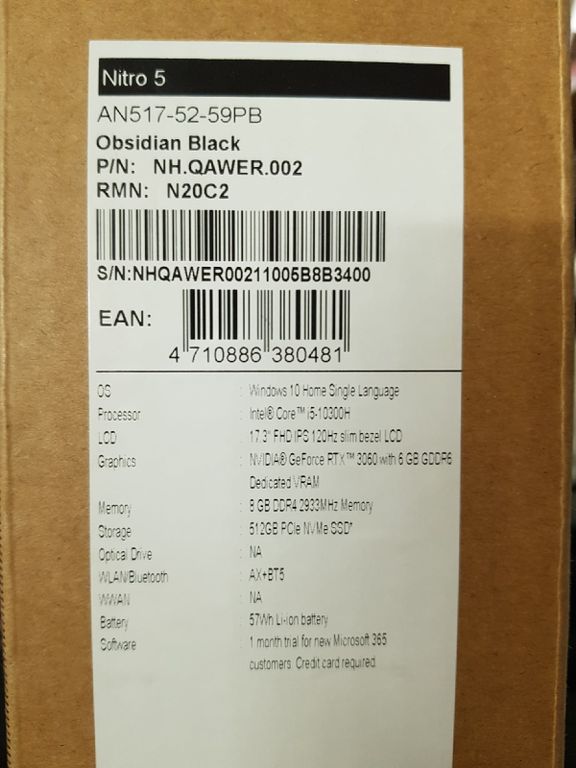 Nitro 5
AN517-52-59PB
Obsidian Black
P/N: NH.QAWER.002
RMN: N20C2
S/N:NHQAWER00211005B8B3400
EAN:
4 710886 380481
OS : Windows 10 Home Single Language
Processor : Intel® Core™ i5-10300H
LCD : 17.3" FHD IPS 120Hz slim bezel LCD
Graphics : NVIDIA® GeForce RTX™ 3060 with 6 GB GDDR6
Dedicated VRAM
Memory : 8 GB DDR4 2933MHz Memory
Storage : 512GB PCIe NVMe SSD*
Optical Drive : NA
WLAN/Bluetooth : AX+BT5
WWAN : NA
Battery : 57Wh Li-ion battery
Software : 1 month trial for new Microsoft 365
customers. Credit card required.